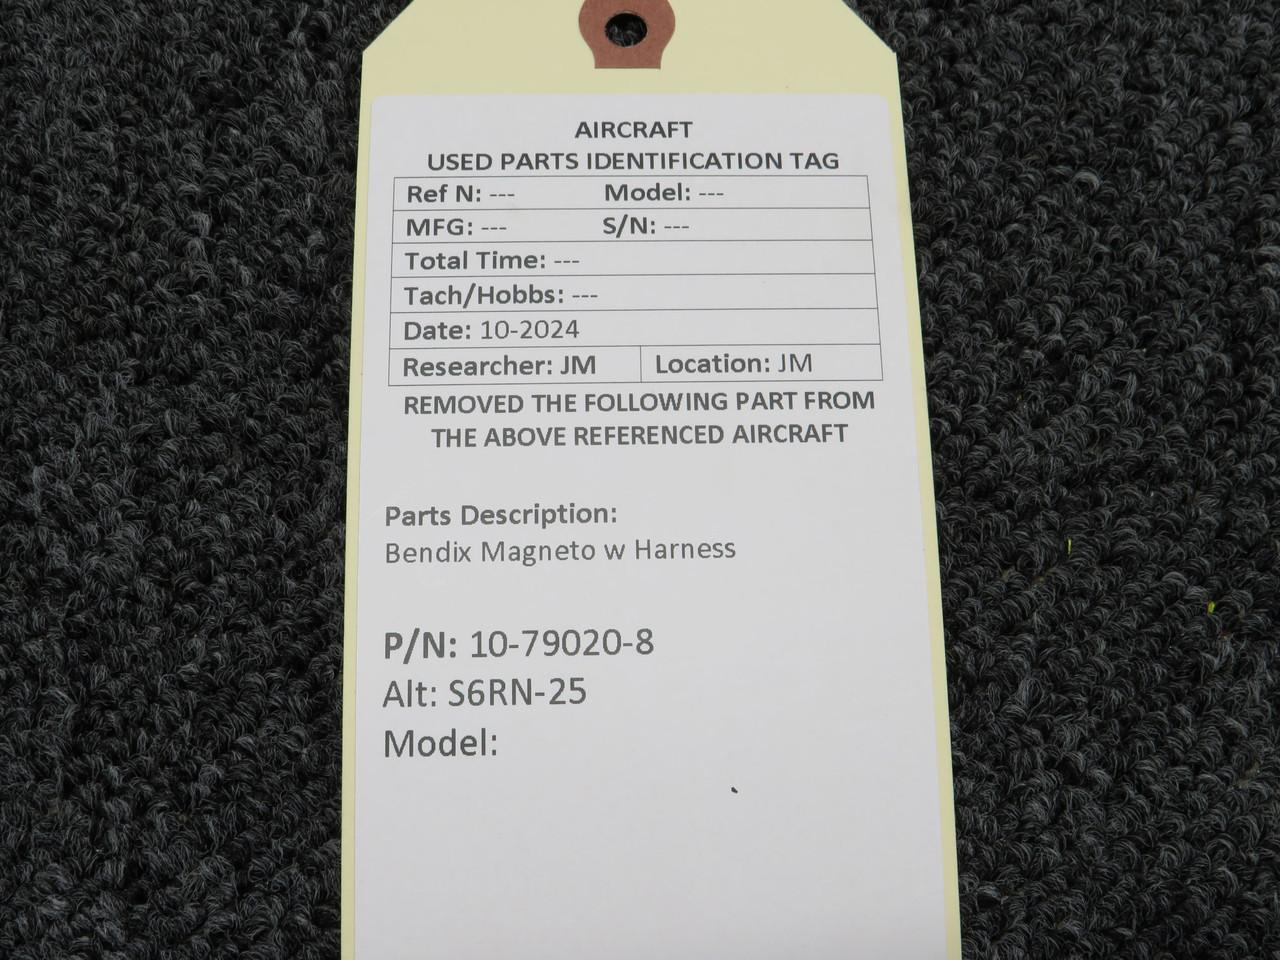 AIRCRAFT
USED PARTS IDENTIFICATION TAG
Ref N: --- Model: ---
MFG: --- S/N: ---
Total Time: ---
Tach/Hobbs: ---
Date: 10-2024
Researcher: JM Location: JM
REMOVED THE FOLLOWING PART FROM
THE ABOVE REFERENCED AIRCRAFT
Parts Description:
Bendix Magneto w Harness
P/N: 10-79020-8
Alt: S6RN-25
Model: